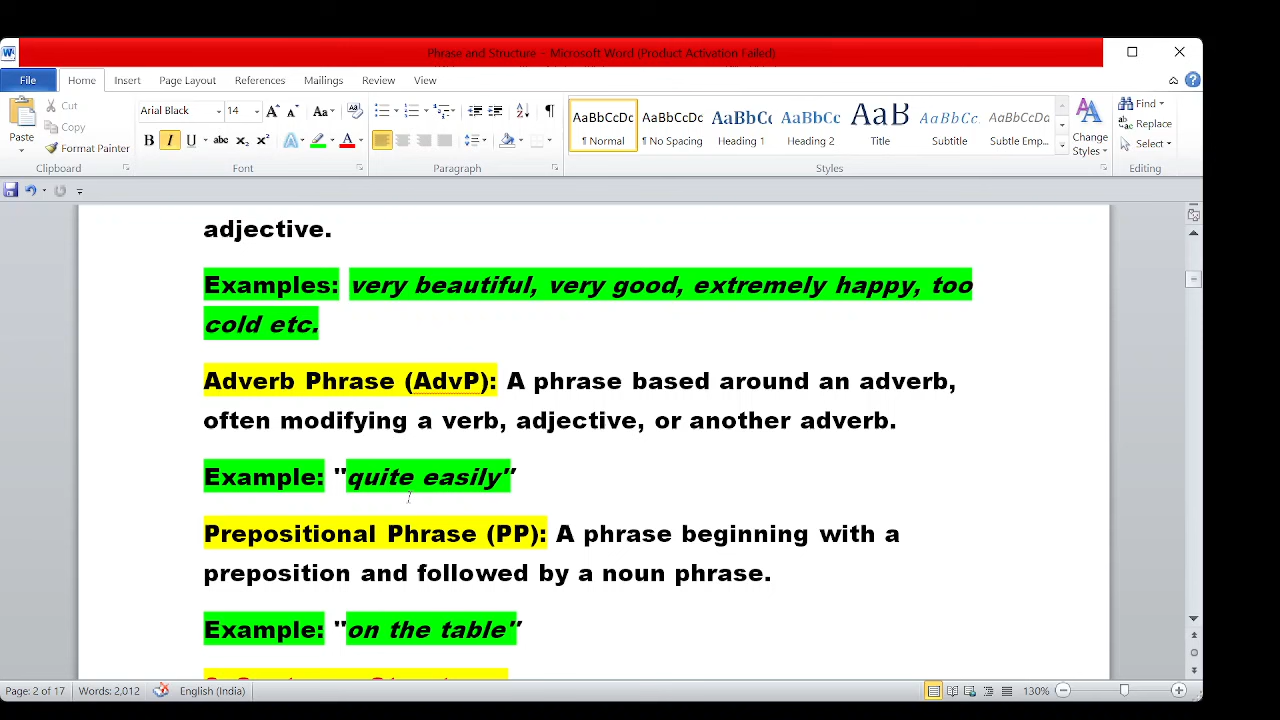 Phrase and Structure - Microsoft Word (Product Activation Failed)
File Home Insert Page Layout References Mailings Review View
Paste
Cut
Copy
Format Painter
Clipboard
Arial Black 14
Font
Paragraph
AaBbCcDc AaBbCcDc AaBbC AaBbCc AaB AaBbCc. AaBbCcDc
¶ Normal ¶ No Spacing Heading 1 Heading 2 Title Subtitle Subtle Emp...
Change
Styles
Styles
Find
Replace
Select
Editing
adjective.
Examples: very beautiful, very good, extremely happy, too
cold etc.
Adverb Phrase (AdvP): A phrase based around an adverb,
often modifying a verb, adjective, or another adverb.
Example: "quite easily"
Prepositional Phrase (PP): A phrase beginning with a
preposition and followed by a noun phrase.
Example: "on the table"
Page: 2 of 17 Words: 2,012 English (India) 130%